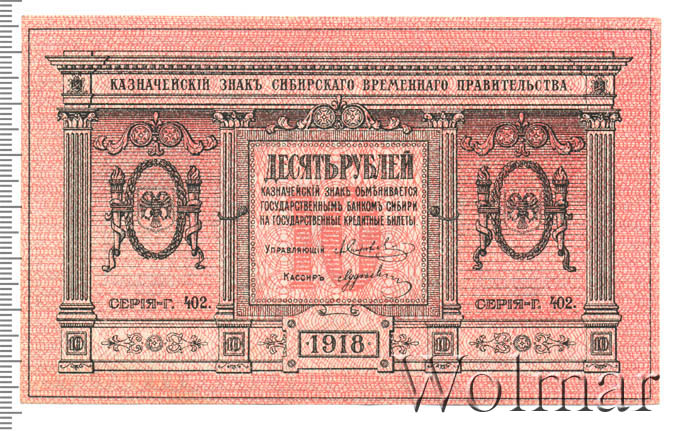 КАЗНАЧЕЙСКІЙ ЗНАКЪ СИБИРСКАГО ВРЕМЕННАГО ПРАВИТЕЛЬСТВА.
ДЕСЯТЬ РУБЛЕЙ
КАЗНАЧЕЙСКІЙ ЗНАКЪ ОБМѢНИВАЕТСЯ
ГОСУДАРСТВЕННЫМЪ БАНКОМЪ СИБИРИ
НА ГОСУДАРСТВЕННЫЕ КРЕДИТНЫЕ БИЛЕТЫ
УПРАВЛЯЮЩІЙ
КАССИРЪ
СЕРІЯ-Г. 402.
СЕРІЯ-Г. 402.
1918
Wolmar